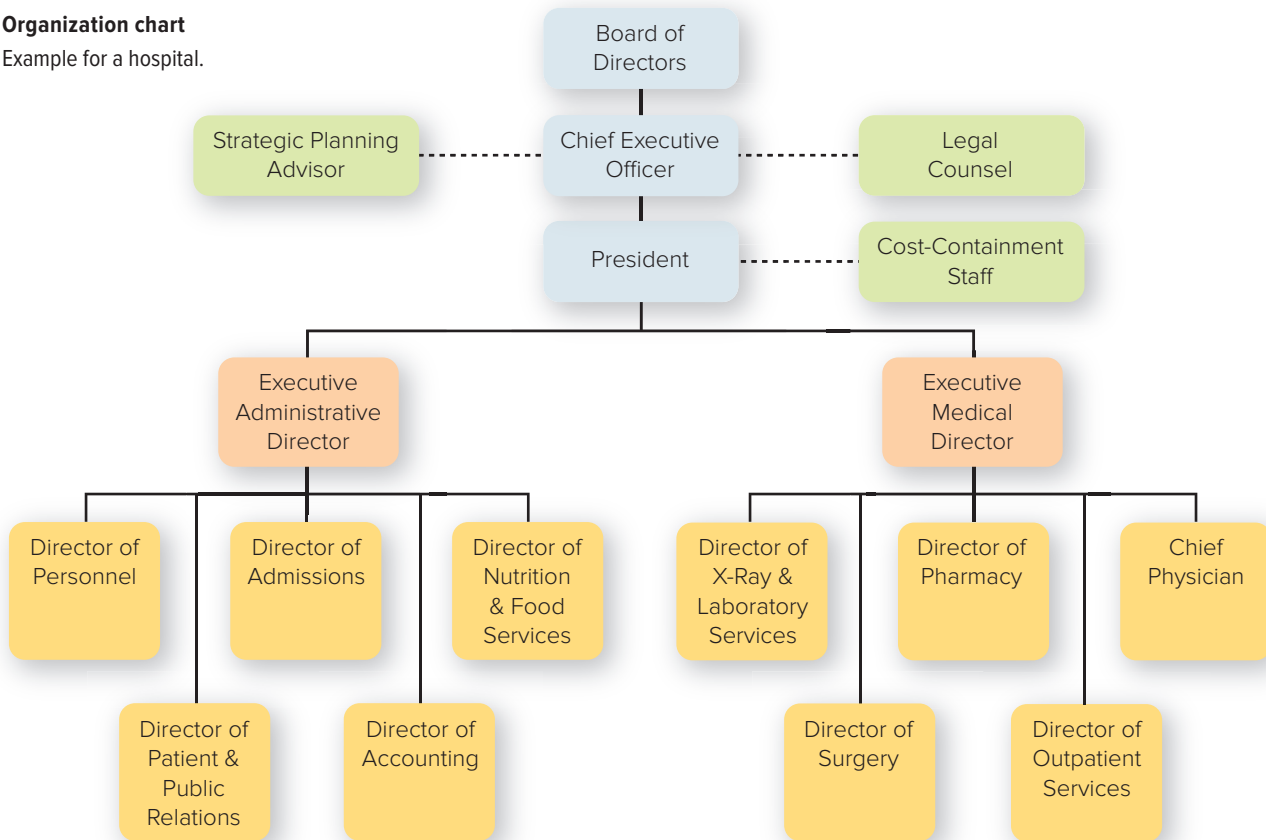 Organization chart
Example for a hospital.
Board of
Directors
Strategic Planning
Advisor
Chief Executive
Officer
Legal
Counsel
President
Cost-Containment
Staff
Executive
Administrative
Director
Executive
Medical
Director
Director of
Personnel
Director of
Admissions
Director of
Nutrition
& Food
Services
Director of
X-Ray &
Laboratory
Services
Director of
Pharmacy
Chief
Physician
Director of
Patient &
Public
Relations
Director of
Accounting
Director of
Surgery
Director of
Outpatient
Services